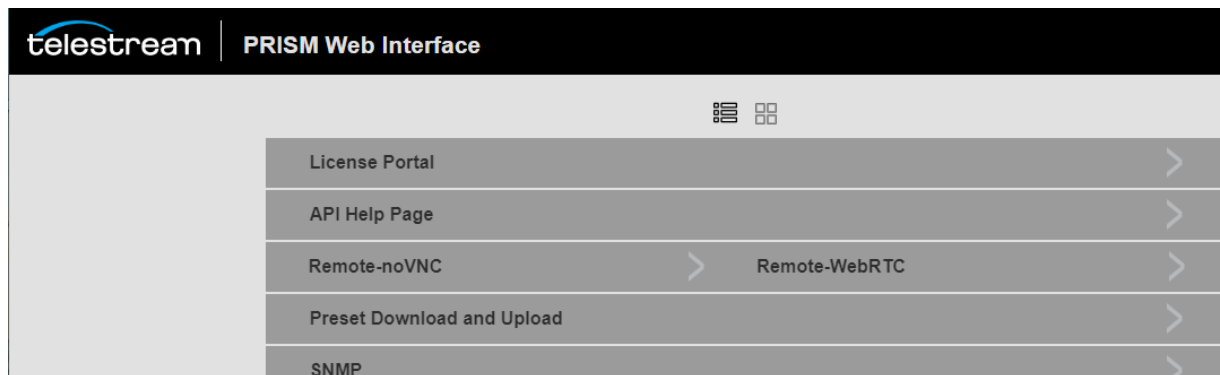 telestream PRISM Web Interface
License Portal
API Help Page
Remote-noVNC Remote-WebRTC
Preset Download and Upload
SNMP